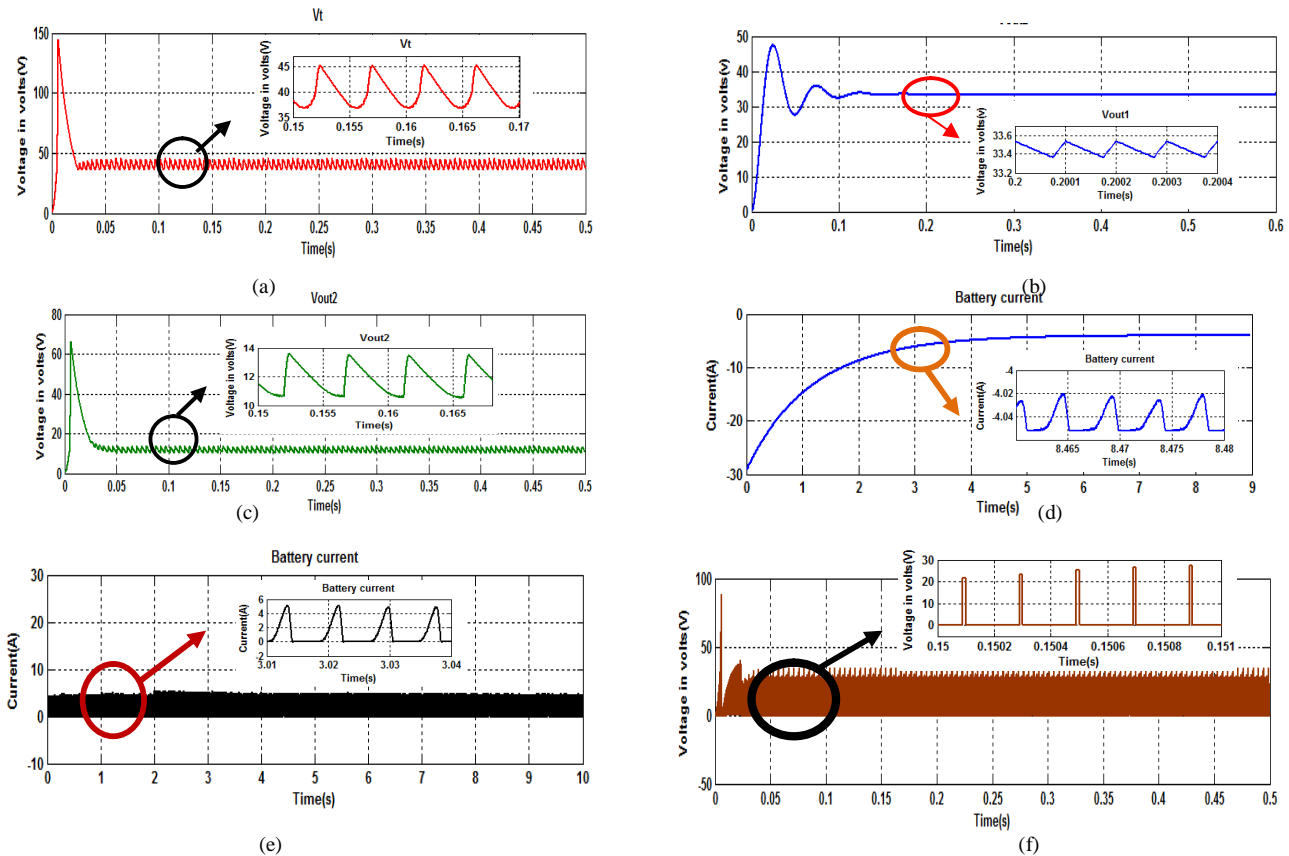 Vt
Voltage in volts(V)
150
100
50
0
0 0.05 0.1 0.15 0.2 0.25 0.3 0.35 0.4 0.45 0.5
Time(s)
Vt
Voltage in volts(V)
45
40
35
0.15 0.155 0.16 0.165 0.17
Time(s)
(a)
Voltage in volts(v)
50
40
30
20
10
0
0 0.1 0.2 0.3 0.4 0.5 0.6
Time(s)
Vout1
Voltage in volts(v)
33.6
33.4
33.2
0.2 0.2001 0.2002 0.2003 0.2004
Time(s)
(b)
Vout2
Voltage in volts(V)
80
60
40
20
0
0 0.05 0.1 0.15 0.2 0.25 0.3 0.35 0.4 0.45 0.5
Time(s)
Vout2
Voltage in volts(V)
14
12
10
0.15 0.155 0.16 0.165
Time(s)
(c)
Battery current
Current(A)
0
-10
-20
-30
0 1 2 3 4 5 6 7 8 9
Time(s)
Battery current
Current(A)
-4
-4.02
-4.04
8.465 8.47 8.475 8.48
Time(s)
(d)
Battery current
Current(A)
30
20
10
0
-10
0 1 2 3 4 5 6 7 8 9 10
Time(s)
Battery current
Current(A)
6
4
2
0
-2
3.01 3.02 3.03 3.04
Time(s)
(e)
Voltage in volts(V)
100
50
0
-50
0 0.05 0.1 0.15 0.2 0.25 0.3 0.35 0.4 0.45 0.5
Time(s)
Voltage in volts(V)
30
20
10
0
0.15 0.1502 0.1504 0.1506 0.1508 0.151
Time(s)
(f)